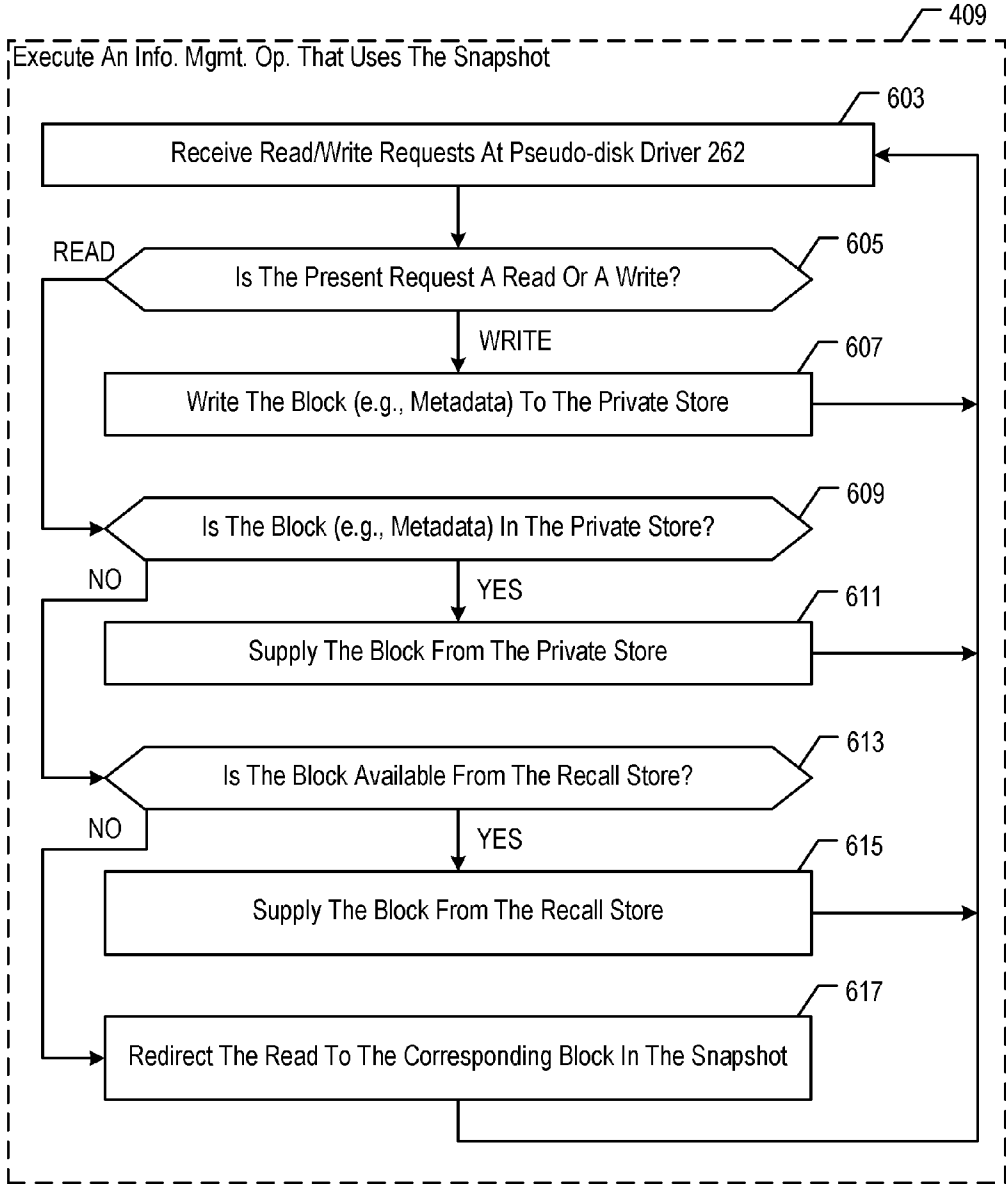 409
Execute An Info. Mgmt. Op. That Uses The Snapshot
603
Receive Read/Write Requests At Pseudo-disk Driver 262
READ
605
Is The Present Request A Read Or A Write?
WRITE
607
Write The Block (e.g., Metadata) To The Private Store
609
Is The Block (e.g., Metadata) In The Private Store?
NO
YES
611
Supply The Block From The Private Store
613
Is The Block Available From The Recall Store?
NO
YES
615
Supply The Block From The Recall Store
617
Redirect The Read To The Corresponding Block In The Snapshot